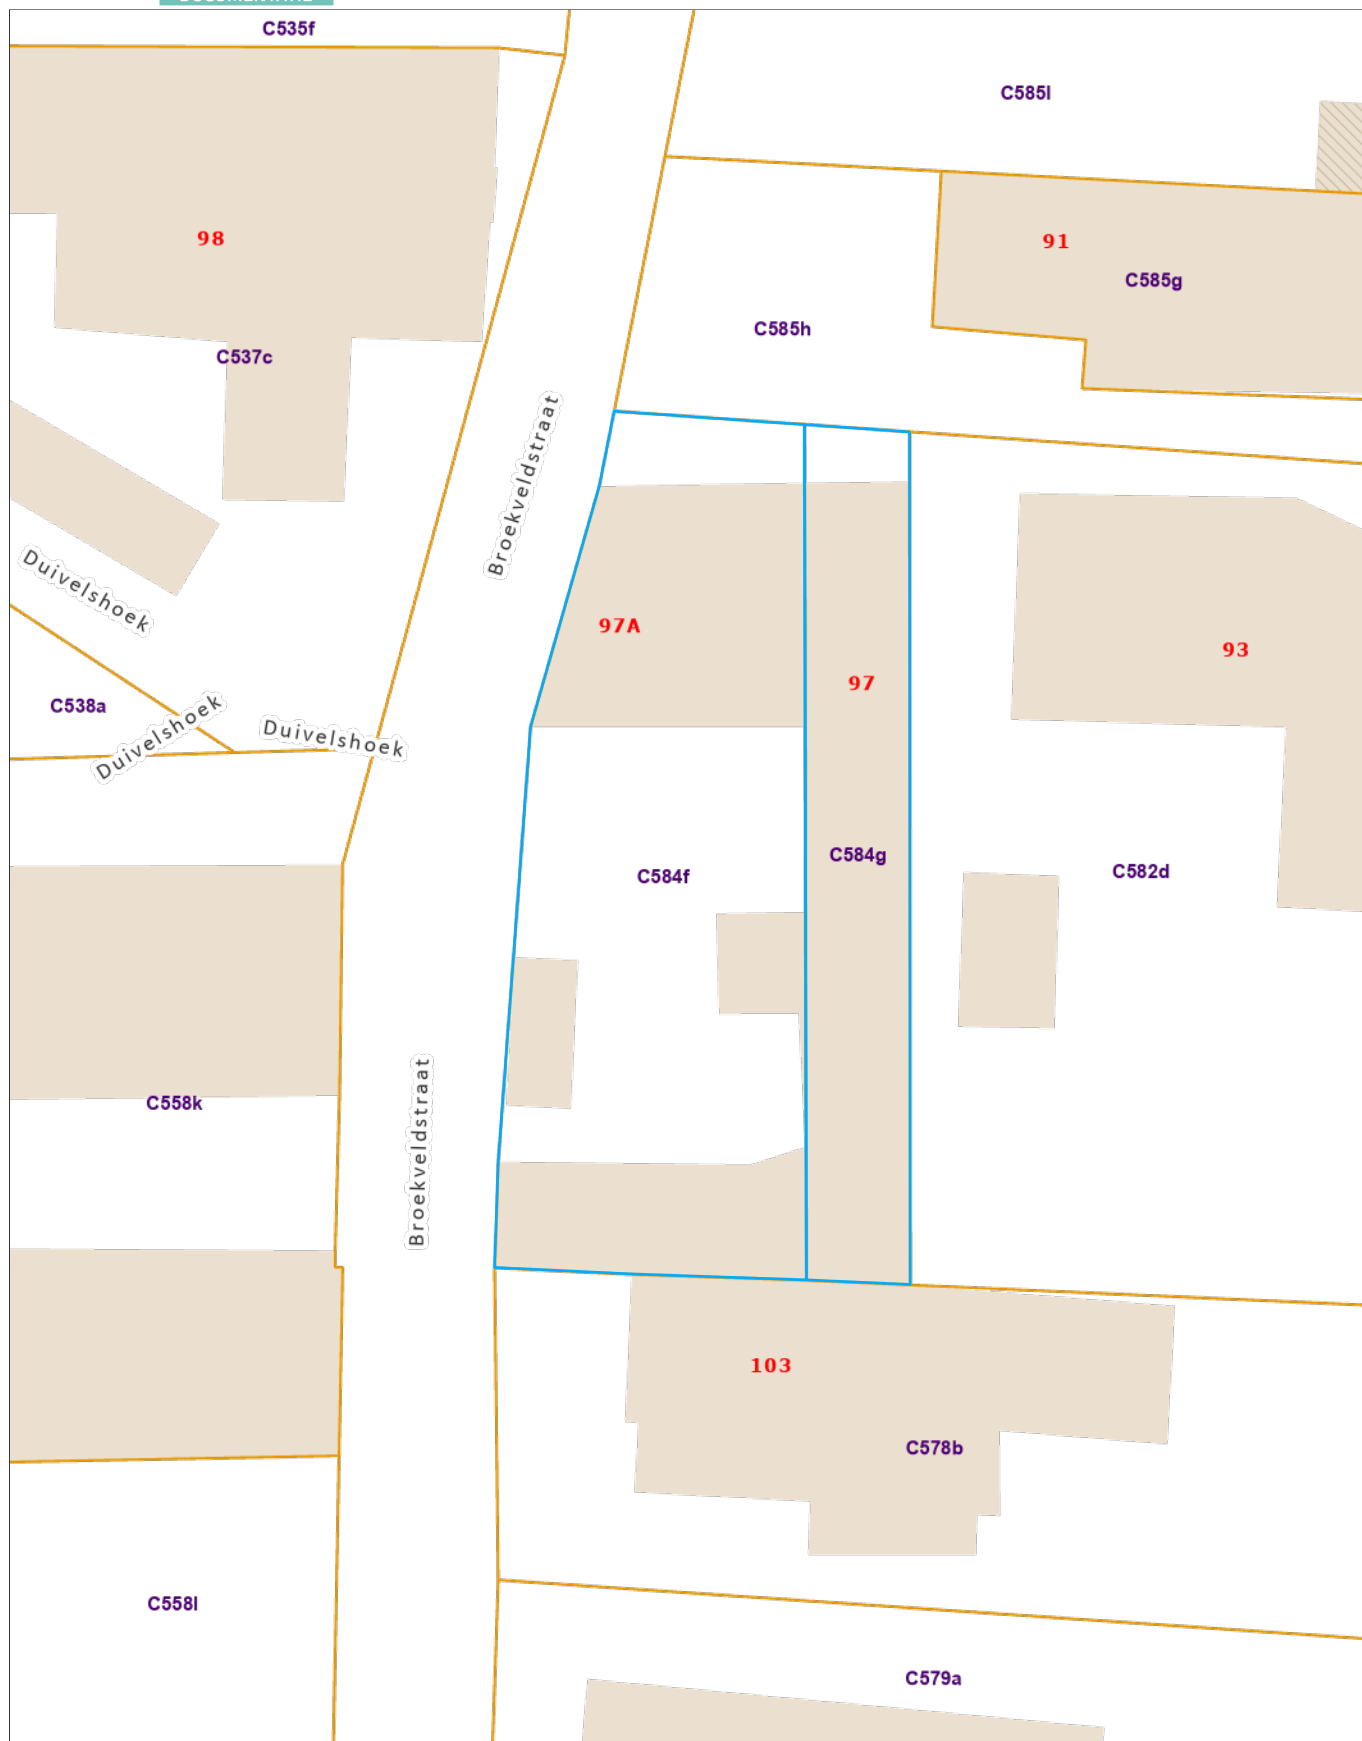 C535f
C585l
98
91
C585g
C585h
C537c
Broekveldstraat
Duivelshoek
97A
93
97
C538a
Duivelshoek
Duivelshoek
C584g
C584f
C582d
C558k
Broekveldstraat
103
C578b
C558l
C579a